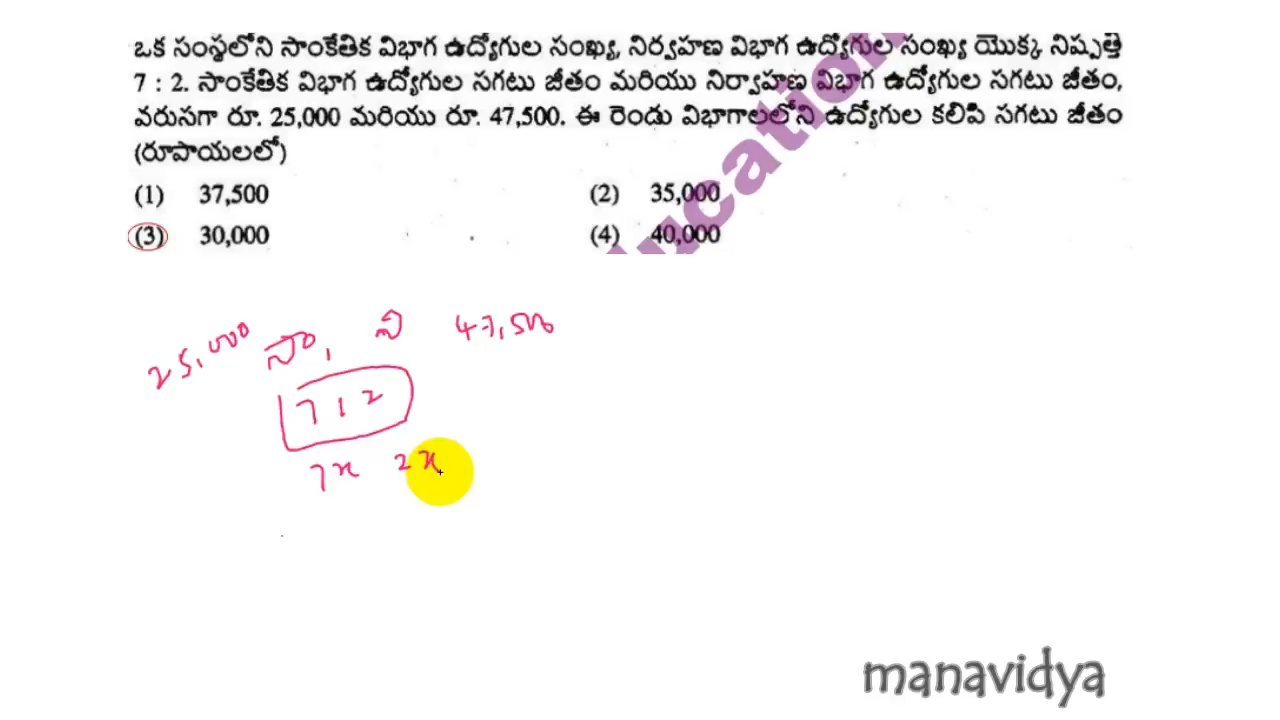 ఒక సంస్థలోని సాంకేతిక విభాగ ఉద్యోగుల సంఖ్య, నిర్వహణ విభాగ ఉద్యోగుల సంఖ్య యొక్క నిష్పత్తి
7 : 2. సాంకేతిక విభాగ ఉద్యోగుల సగటు జీతం మరియు నిర్వాహణ విభాగ ఉద్యోగుల సగటు జీతం,
వరుసగా రూ. 25,000 మరియు రూ. 47,500. ఈ రెండు విభాగాలలోని ఉద్యోగుల కలిపి సగటు జీతం
(రూపాయలలో)
(1) 37,500 (2) 35,000
(3) 30,000 (4) 40,000
ucation
25,000 సాం, ని 47,500
7 : 2
7x 2x
manavidya